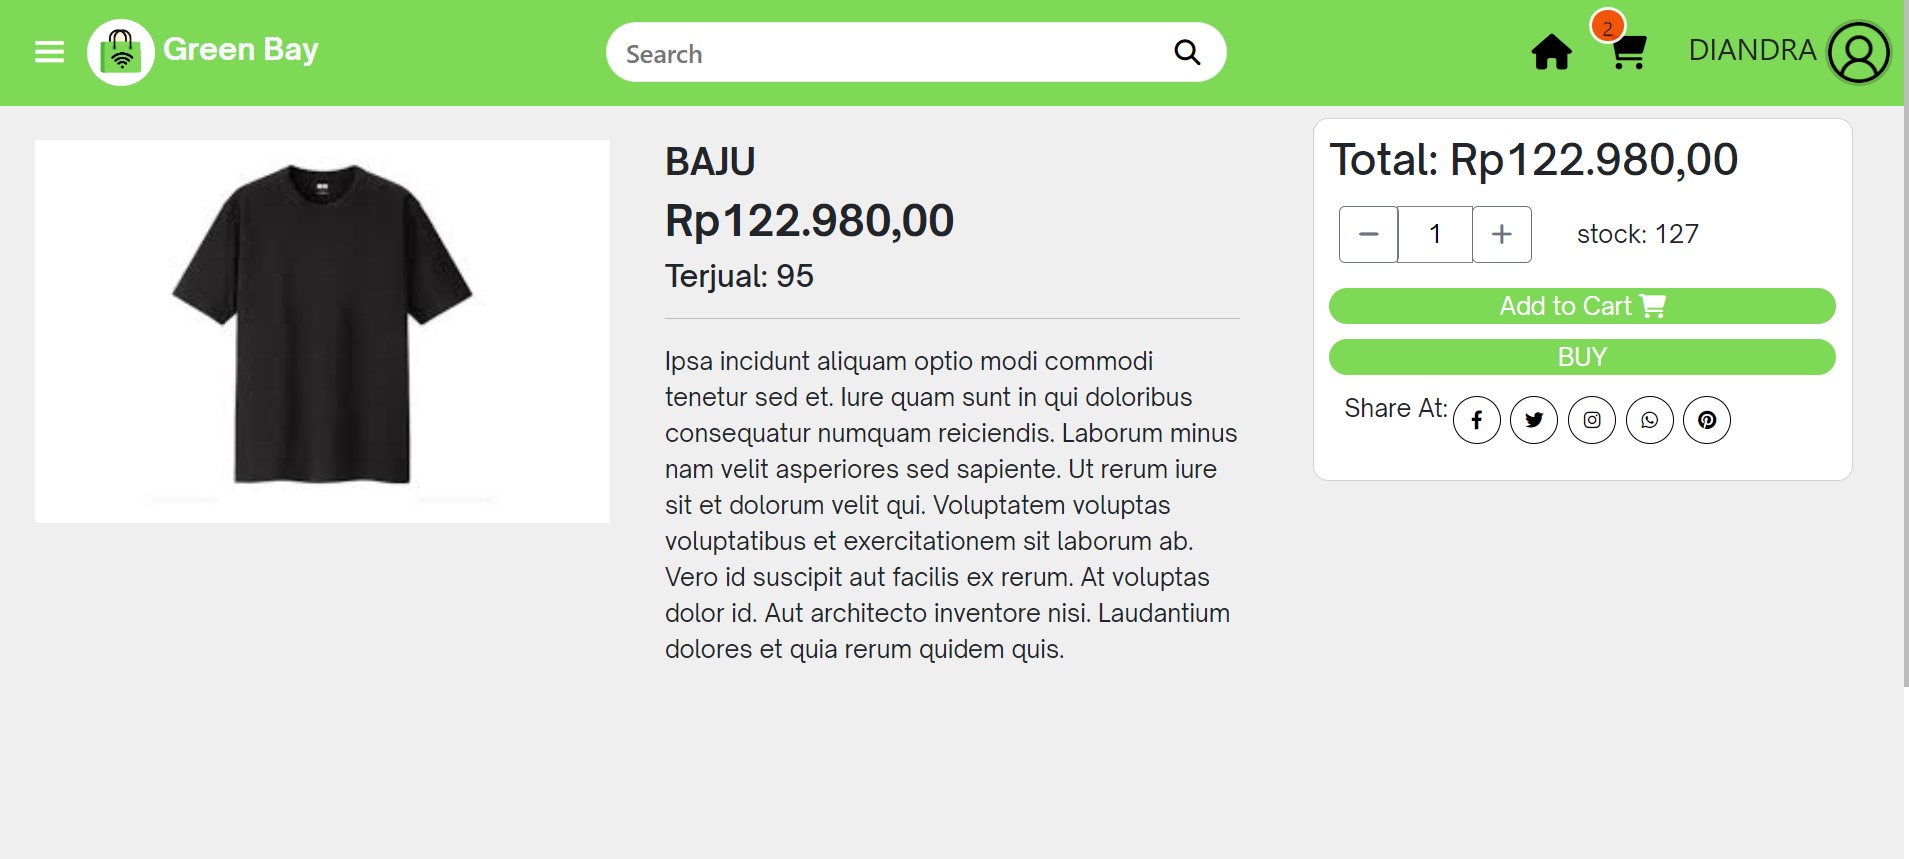 Green Bay
Search
2
DIANDRA
BAJU
Rp122.980,00
Terjual: 95
Ipsa incidunt aliquam optio modi commodi
tenetur sed et. Iure quam sunt in qui doloribus
consequatur numquam reiciendis. Laborum minus
nam velit asperiores sed sapiente. Ut rerum iure
sit et dolorum velit qui. Voluptatem voluptas
voluptatibus et exercitationem sit laborum ab.
Vero id suscipit aut facilis ex rerum. At voluptas
dolor id. Aut architecto inventore nisi. Laudantium
dolores et quia rerum quidem quis.
Total: Rp122.980,00
1
stock: 127
Add to Cart
BUY
Share At: